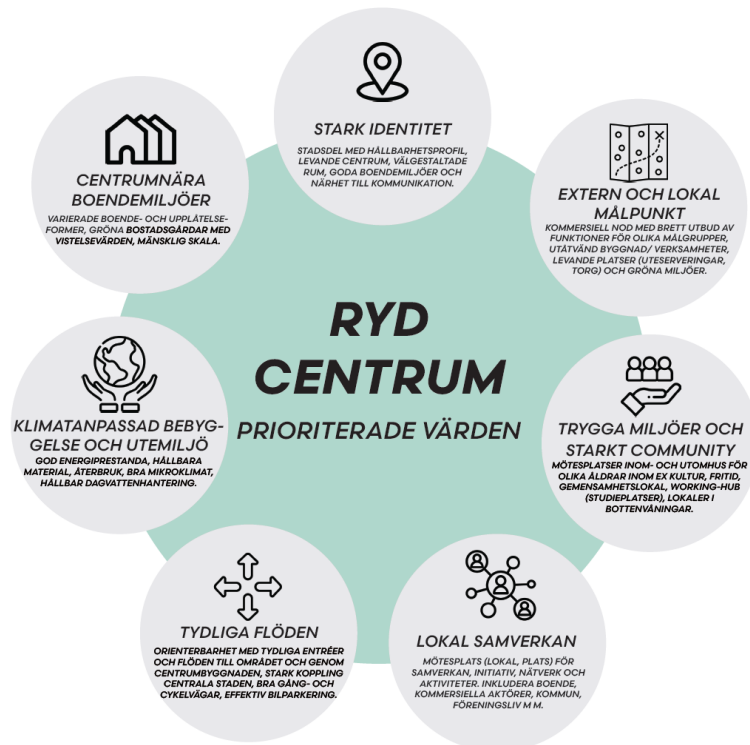 STARK IDENTITET
STADSDEL MED HÅLLBARHETSPROFIL,
LEVANDE CENTRUM, VÄLGESTALTADE
RUM, GODA BOENDEMILJÖER OCH
NÄRHET TILL KOMMUNIKATION.
EXTERN OCH LOKAL
MÅLPUNKT
KOMMERSIELL NOD MED BRETT UTBUD AV
FUNKTIONER FÖR OLIKA MÅLGRUPPER,
UTÅTVÄND BYGGNAD/ VERKSAMHETER,
LEVANDE PLATSER (UTESERVERINGAR,
TORG) OCH GRÖNA MILJÖER.
TRYGGA MILJÖER OCH
STARKT COMMUNITY
MÖTESPLATSER INOM- OCH UTOMHUS FÖR
OLIKA ÅLDRAR INOM EX KULTUR, FRITID,
GEMENSAMHETSLOKAL, WORKING-HUB
(STUDIEPLATSER), LOKALER I
BOTTENVÅNINGAR.
LOKAL SAMVERKAN
MÖTESPLATS (LOKAL, PLATS) FÖR
SAMVERKAN, INITIATIV, NÄTVERK OCH
AKTIVITETER. INKLUDERA BOENDE,
KOMMERSIELLA AKTÖRER, KOMMUN,
FÖRENINGSLIV M M.
TYDLIGA FLÖDEN
ORIENTERBARHET MED TYDLIGA ENTRÉER
OCH FLÖDEN TILL OMRÅDET OCH GENOM
CENTRUMBYGGNADEN, STARK KOPPLING
CENTRALA STADEN, BRA GÅNG- OCH
CYKELVÄGAR, EFFEKTIV BILPARKERING.
KLIMATANPASSAD BEBYG-
GELSE OCH UTEMILJÖ
GOD ENERGIPRESTANDA, HÅLLBARA
MATERIAL, ÅTERBRUK, BRA MIKROKLIMAT,
HÅLLBAR DAGVATTENHANTERING.
CENTRUMNÄRA
BOENDEMILJÖER
VARIERADE BOENDE- OCH UPPLÅTELSE-
FORMER, GRÖNA BOSTADSGÅRDAR MED
VISTELSEVÄRDEN, MÄNSKLIG SKALA.
RYD
CENTRUM
PRIORITERADE VÄRDEN